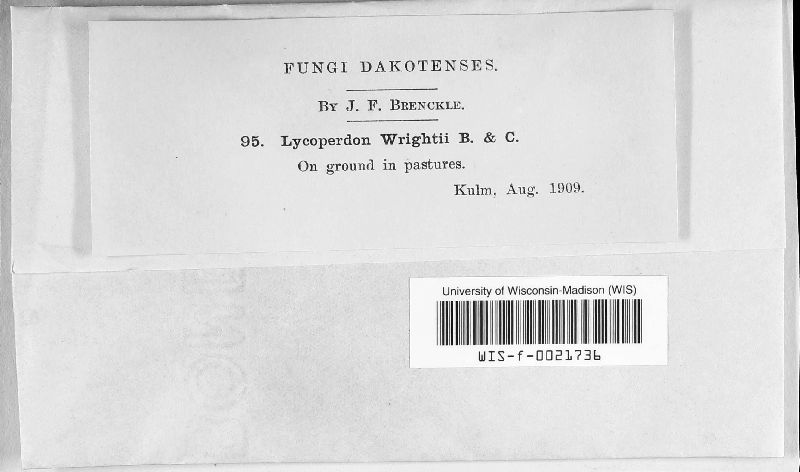 FUNGI DAKOTENSES.
By J. F. Brenckle.
95. Lycoperdon Wrightii B. & C.
On ground in pastures.
Kulm, Aug. 1909.
University of Wisconsin-Madison (WIS)
WIS-f-0021736